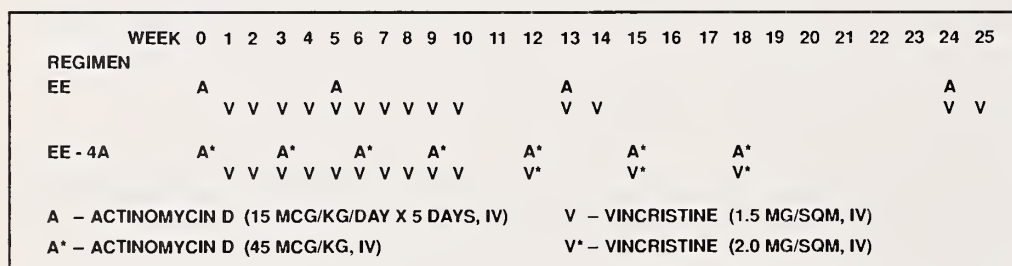 WEEK 0 1 2 3 4 5 6 7 8 9 10 11 12 13 14 15 16 17 18 19 20 21 22 23 24 25
REGIMEN
EE A A A A
V V V V V V V V V V V V V V
EE - 4A A* A* A* A* A* A* A*
V V V V V V V V V V V* V* V*
A – ACTINOMYCIN D (15 MCG/KG/DAY X 5 DAYS, IV) V – VINCRISTINE (1.5 MG/SQM, IV)
A* – ACTINOMYCIN D (45 MCG/KG, IV) V* – VINCRISTINE (2.0 MG/SQM, IV)